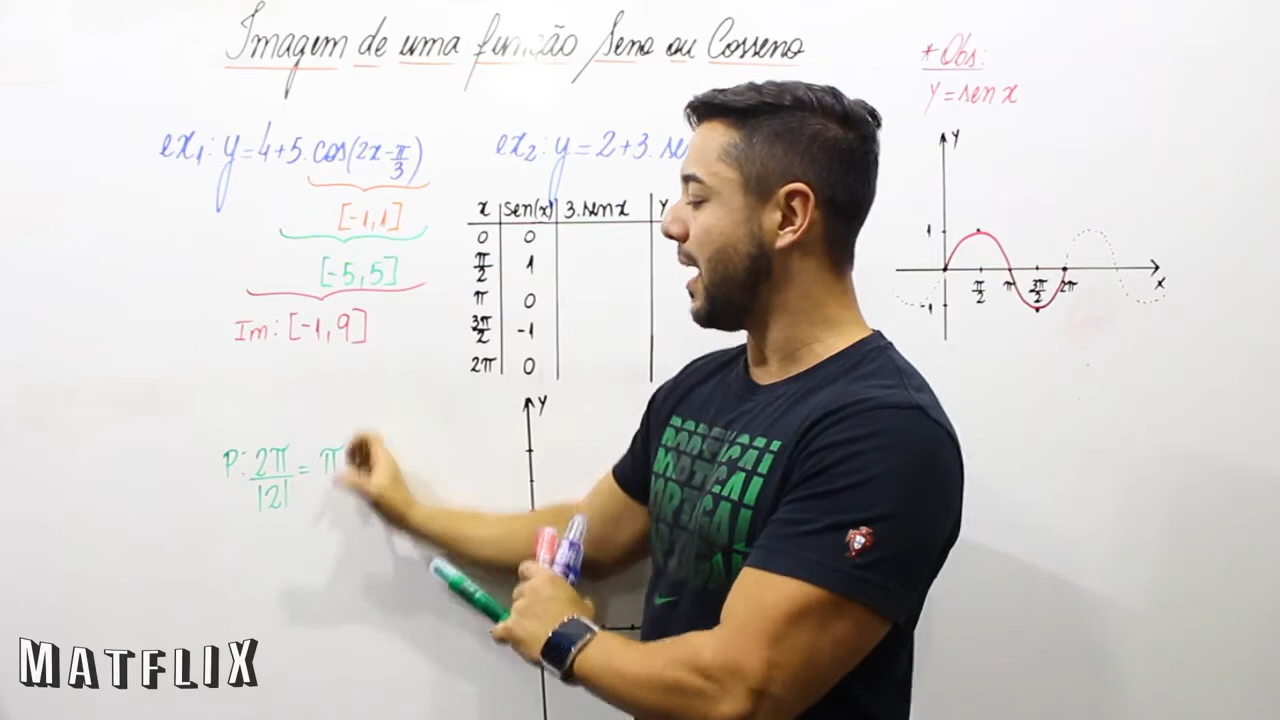 Imagem de uma função Seno ou Cosseno
* Obs:
y = sen x
ex1: y = 4 + 5 . cos(2x - π/3)
[-1, 1]
[-5, 5]
Im: [-1, 9]
P: 2π/|2| = π
ex2: y = 2 + 3 . se
x | sen(x) | 3.sen x | Y
0 | 0
π/2 | 1
π | 0
3π/2 | -1
2π | 0
Y
Y
1
-1
π/2 π 3π/2 2π x
PORTUGAL
MATFLIX